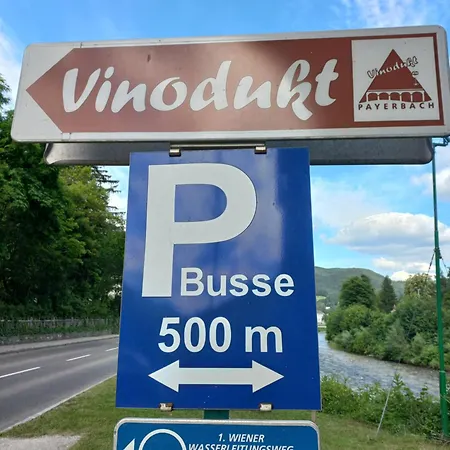 Vinodukt
Vinodukt
PAYERBACH
P
Busse
500 m
1. WIENER
WASSERLEITUNGSWEG